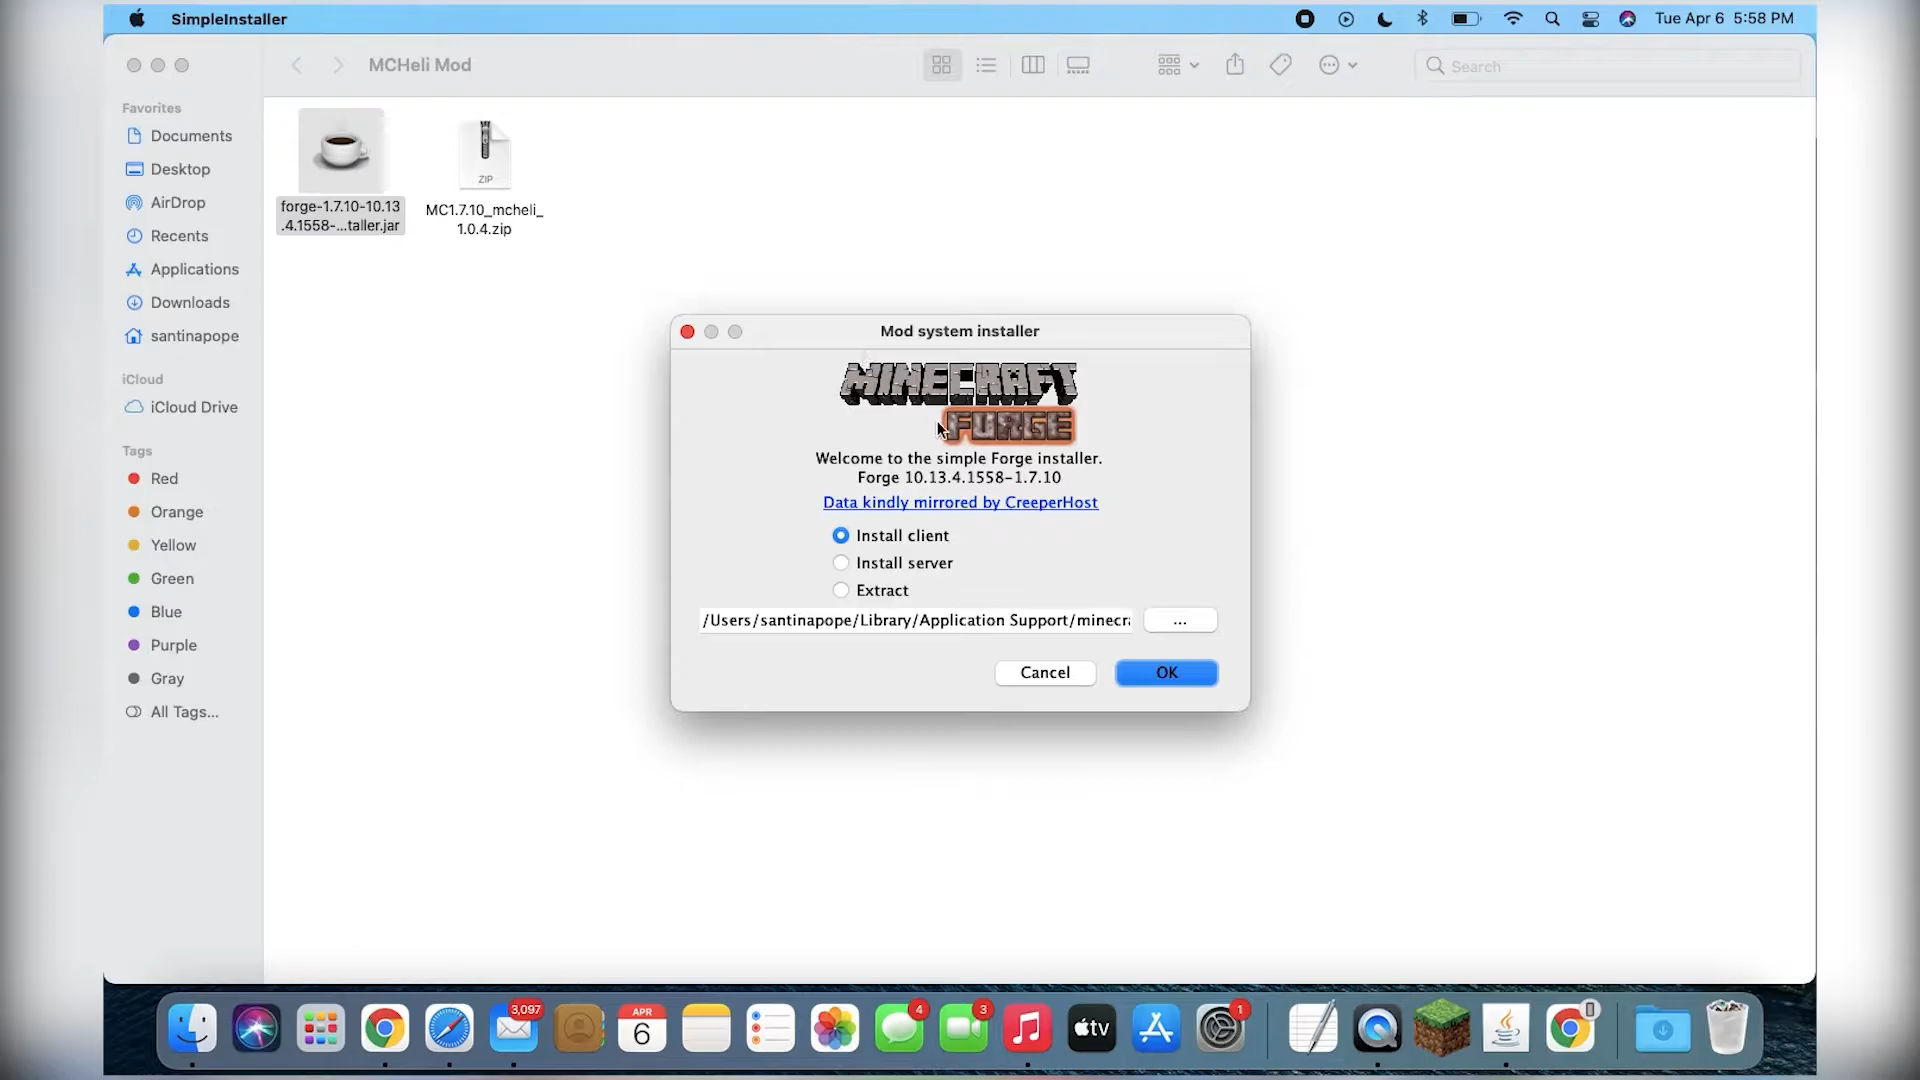 SimpleInstaller
Tue Apr 6 5:58 PM
MCHeli Mod
Search
Favorites
Documents
Desktop
AirDrop
Recents
Applications
Downloads
santinapope
iCloud
iCloud Drive
Tags
Red
Orange
Yellow
Green
Blue
Purple
Gray
All Tags...
forge-1.7.10-10.13
.4.1558-...taller.jar
ZIP
MC1.7.10_mcheli_
1.0.4.zip
Mod system installer
MINECRAFT
FORGE
Welcome to the simple Forge installer.
Forge 10.13.4.1558-1.7.10
Data kindly mirrored by CreeperHost
Install client
Install server
Extract
/Users/santinapope/Library/Application Support/minecra
...
Cancel
OK
3,097
APR
6
4
3
tv
1